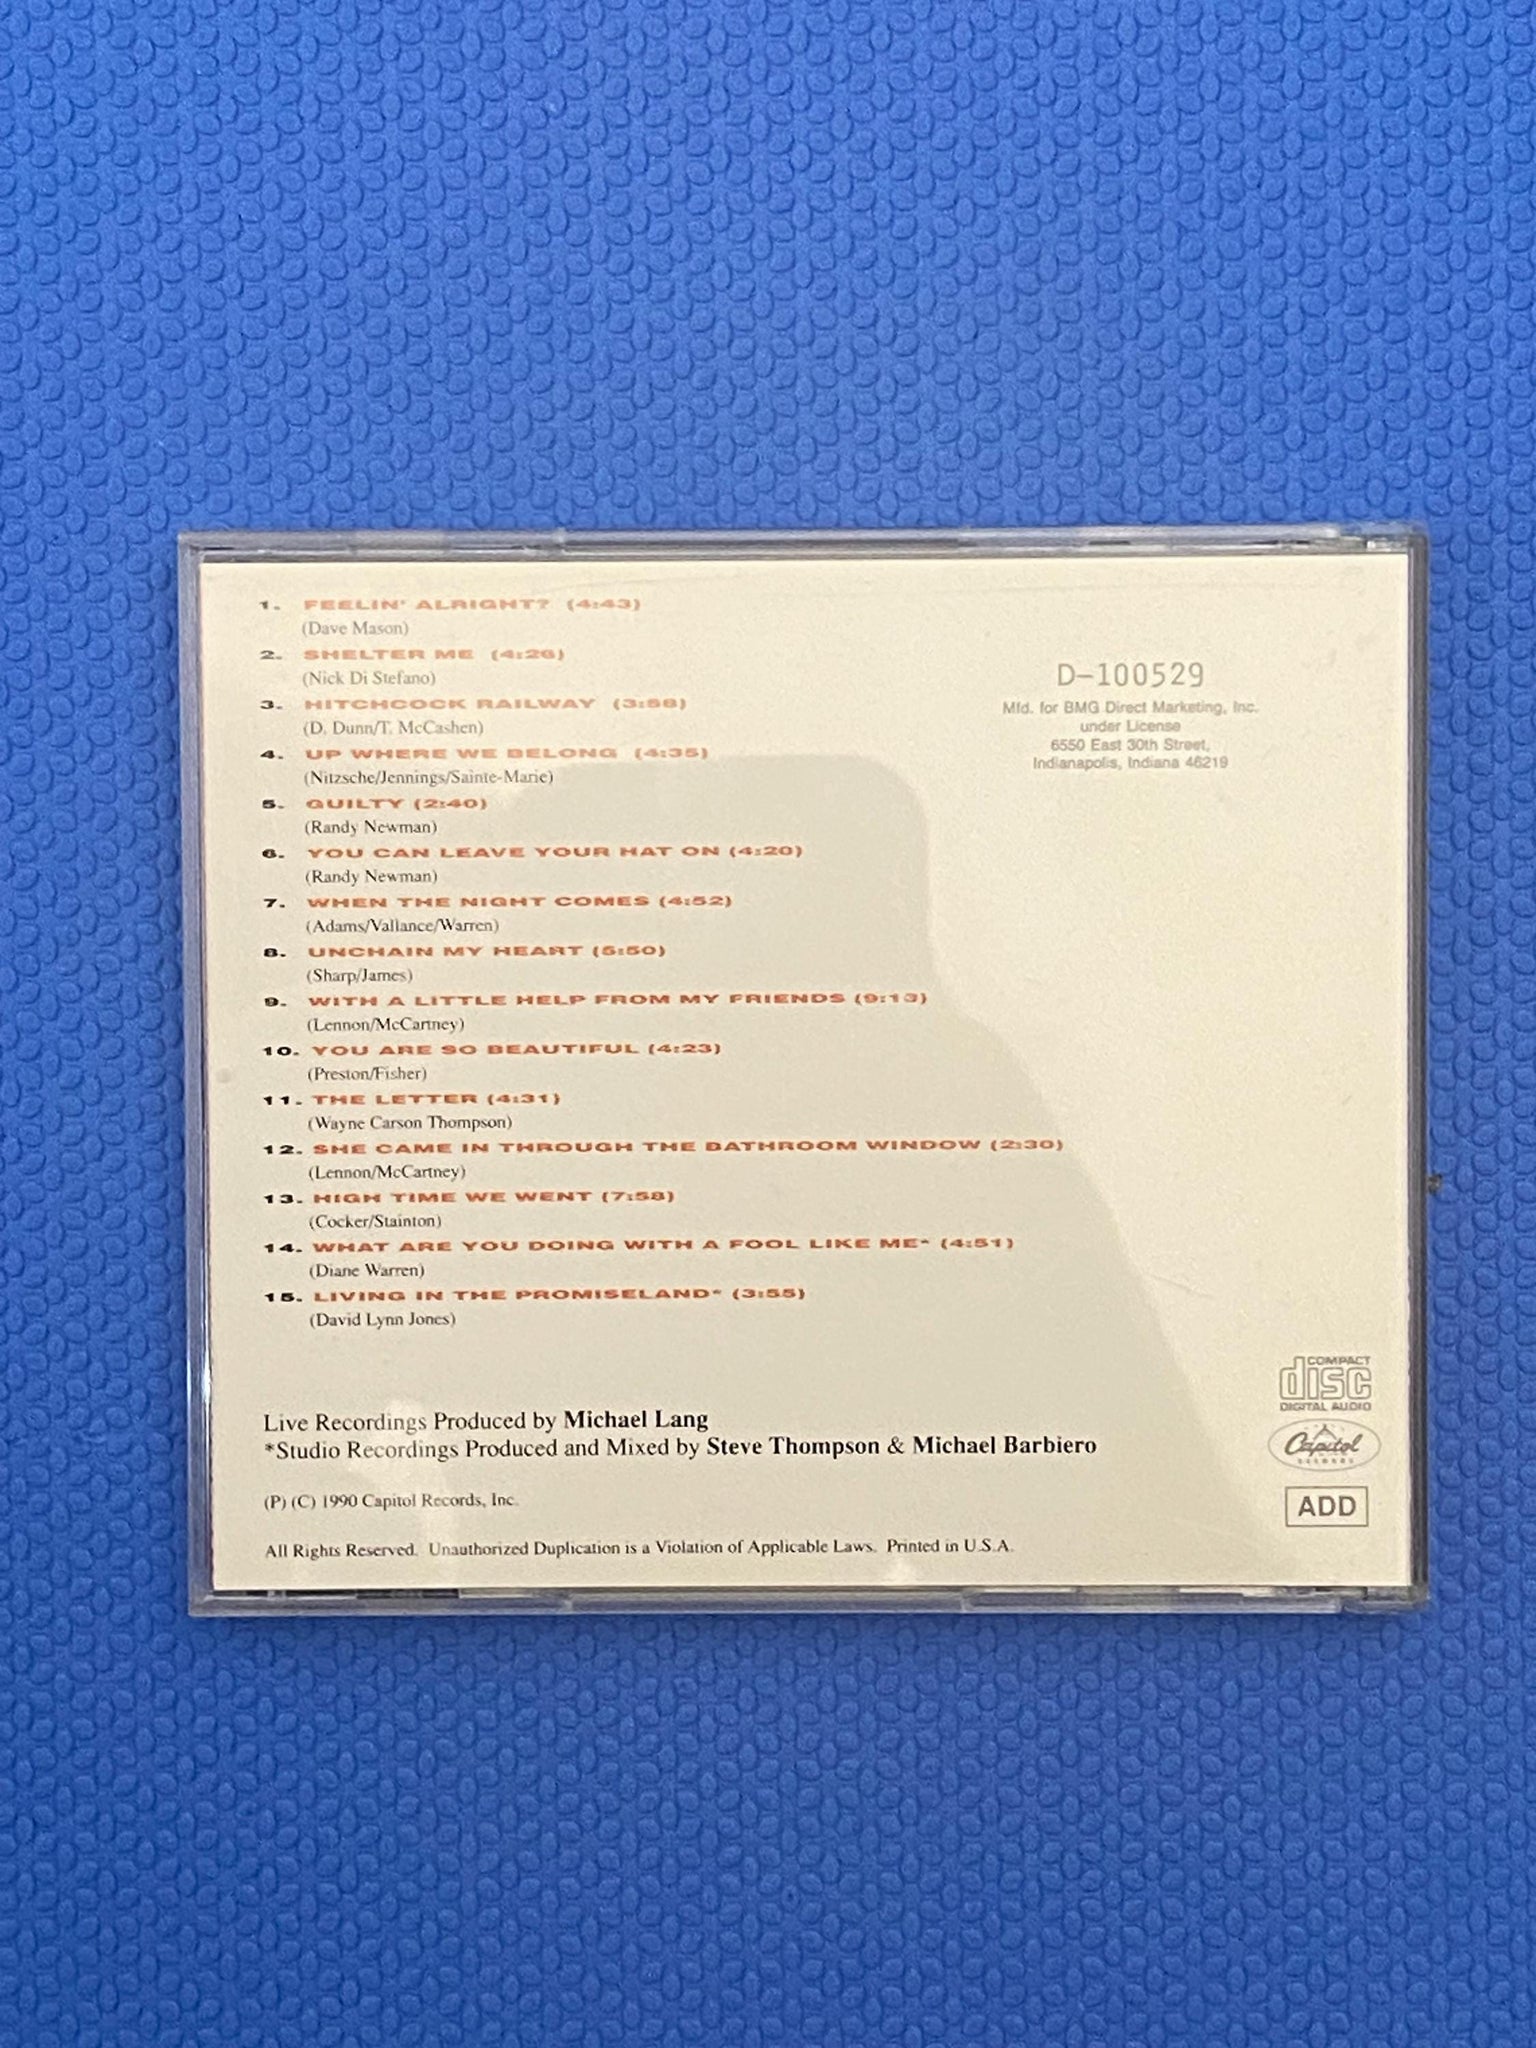 1. FEELIN' ALRIGHT? (4:43)
(Dave Mason)
2. SHELTER ME (4:26)
(Nick Di Stefano)
3. HITCHCOCK RAILWAY (3:58)
(D. Dunn/T. McCashen)
4. UP WHERE WE BELONG (4:35)
(Nitzsche/Jennings/Sainte-Marie)
5. GUILTY (2:40)
(Randy Newman)
6. YOU CAN LEAVE YOUR HAT ON (4:20)
(Randy Newman)
7. WHEN THE NIGHT COMES (4:52)
(Adams/Vallance/Warren)
8. UNCHAIN MY HEART (5:50)
(Sharp/James)
9. WITH A LITTLE HELP FROM MY FRIENDS (9:13)
(Lennon/McCartney)
10. YOU ARE SO BEAUTIFUL (4:23)
(Preston/Fisher)
11. THE LETTER (4:31)
(Wayne Carson Thompson)
12. SHE CAME IN THROUGH THE BATHROOM WINDOW (2:30)
(Lennon/McCartney)
13. HIGH TIME WE WENT (7:58)
(Cocker/Stainton)
14. WHAT ARE YOU DOING WITH A FOOL LIKE ME* (4:51)
(Diane Warren)
15. LIVING IN THE PROMISELAND* (3:55)
(David Lynn Jones)
D-100529
Mfd. for BMG Direct Marketing, Inc.
under License
6550 East 30th Street,
Indianapolis, Indiana 46219
Live Recordings Produced by Michael Lang
*Studio Recordings Produced and Mixed by Steve Thompson & Michael Barbiero
(P) (C) 1990 Capitol Records, Inc.
All Rights Reserved. Unauthorized Duplication is a Violation of Applicable Laws. Printed in U.S.A.
COMPACT
disc
DIGITAL AUDIO
Capitol
RECORDS
ADD